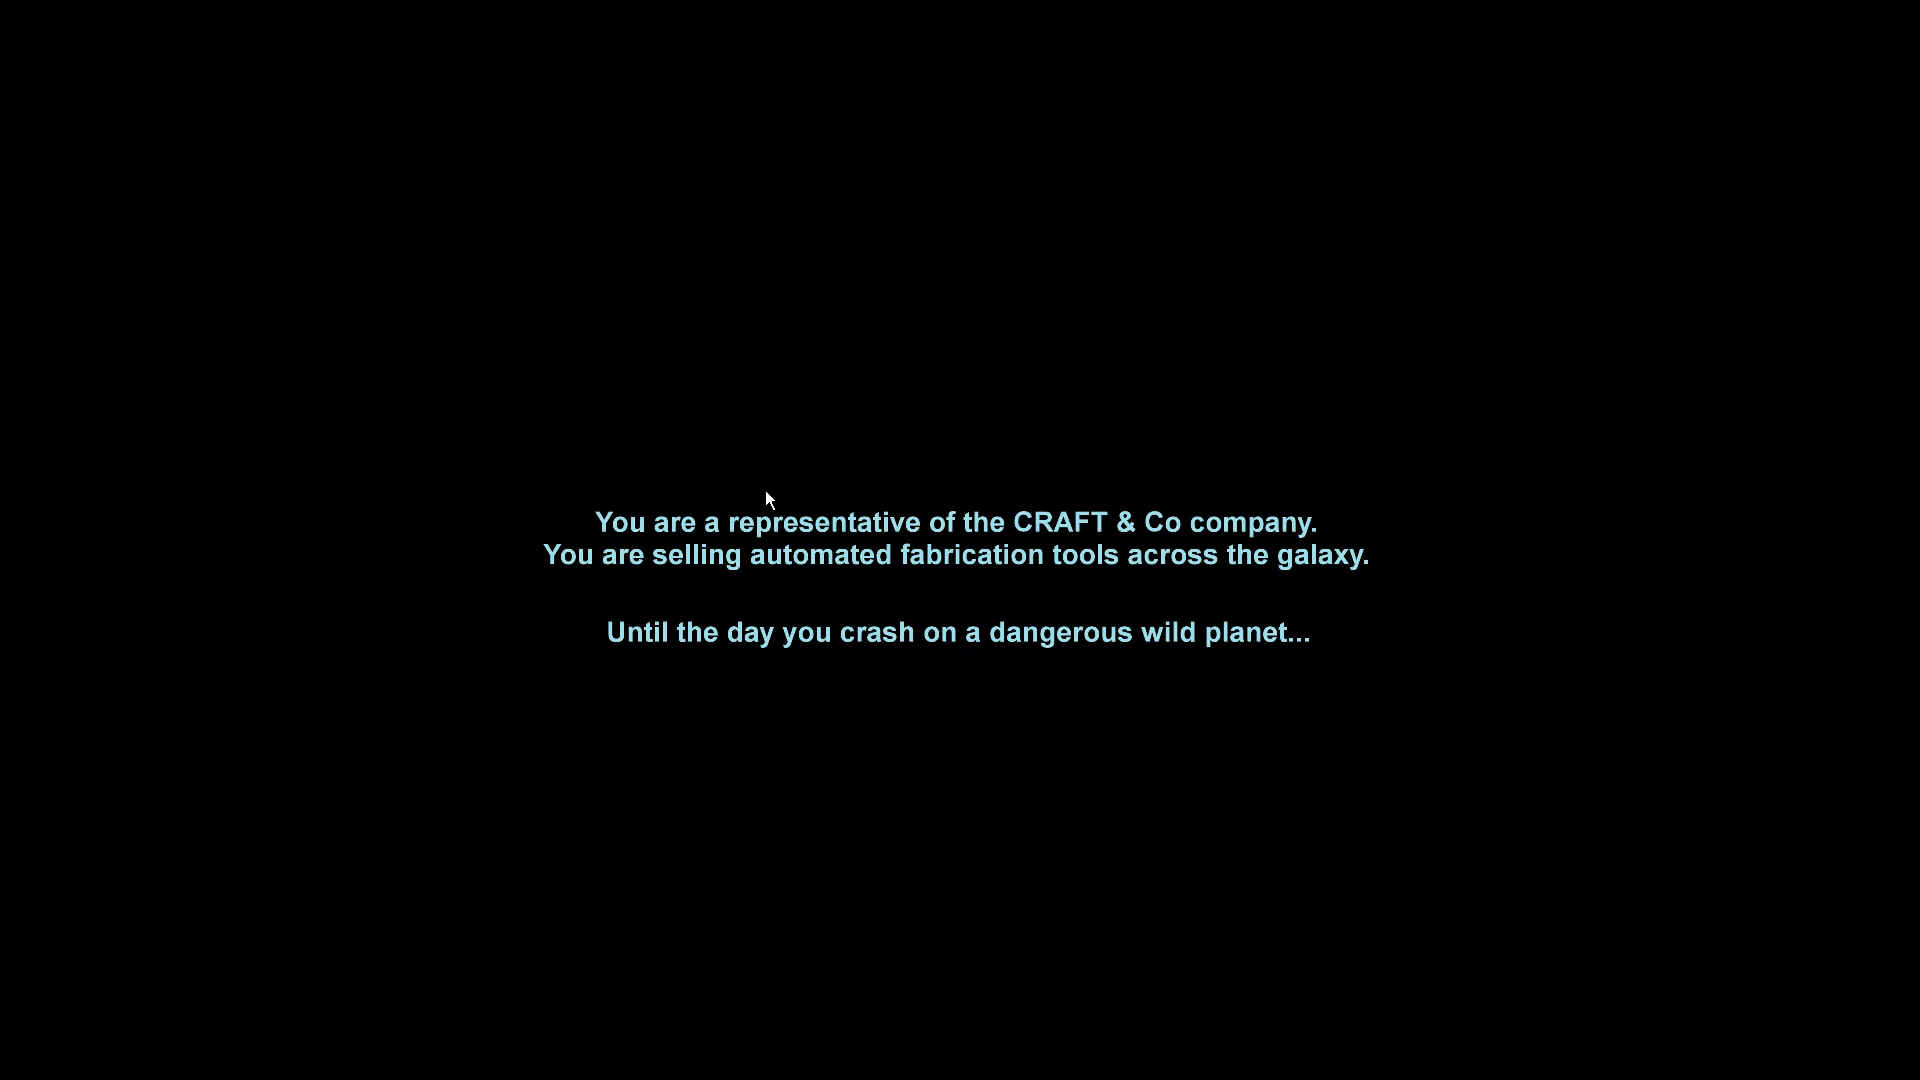 You are a representative of the CRAFT & Co company.
You are selling automated fabrication tools across the galaxy.
Until the day you crash on a dangerous wild planet...